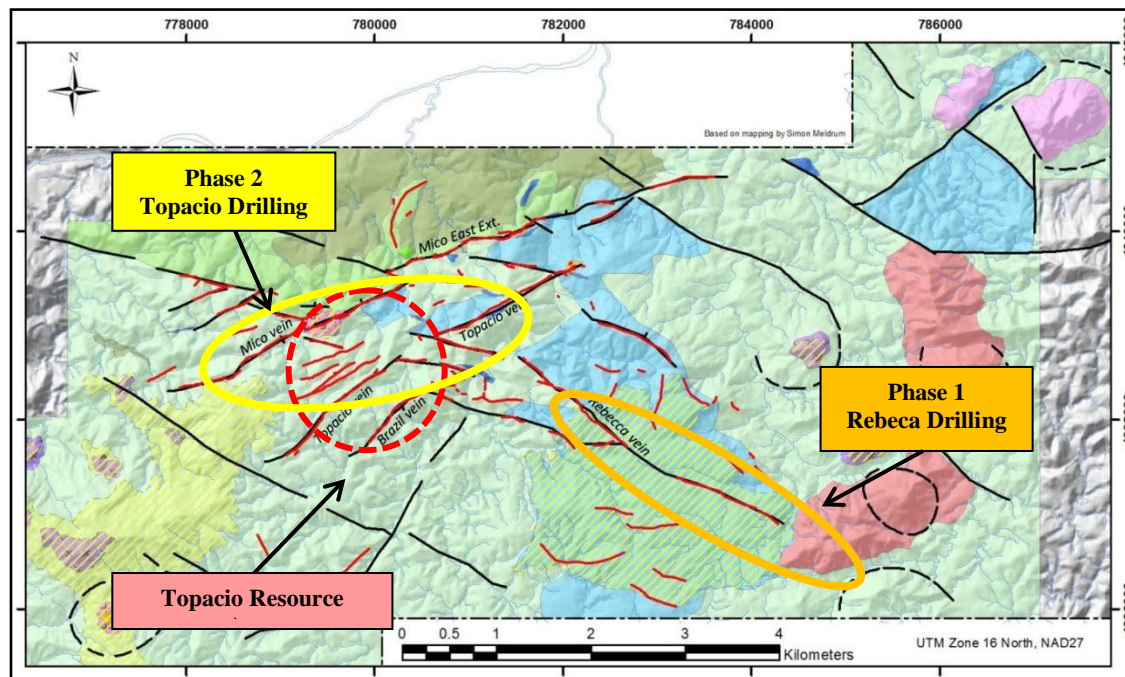 778000 780000 782000 784000 786000
N
Based on mapping by Simon Meldrum
Phase 2
Topacio Drilling
Mico East Ext.
Mico vein
Topacio ve
Topacio vein
Brazil vein
Rebecca vein
Phase 1
Rebeca Drilling
Topacio Resource
0 0.5 1 2 3 4
Kilometers
UTM Zone 16 North, NAD27